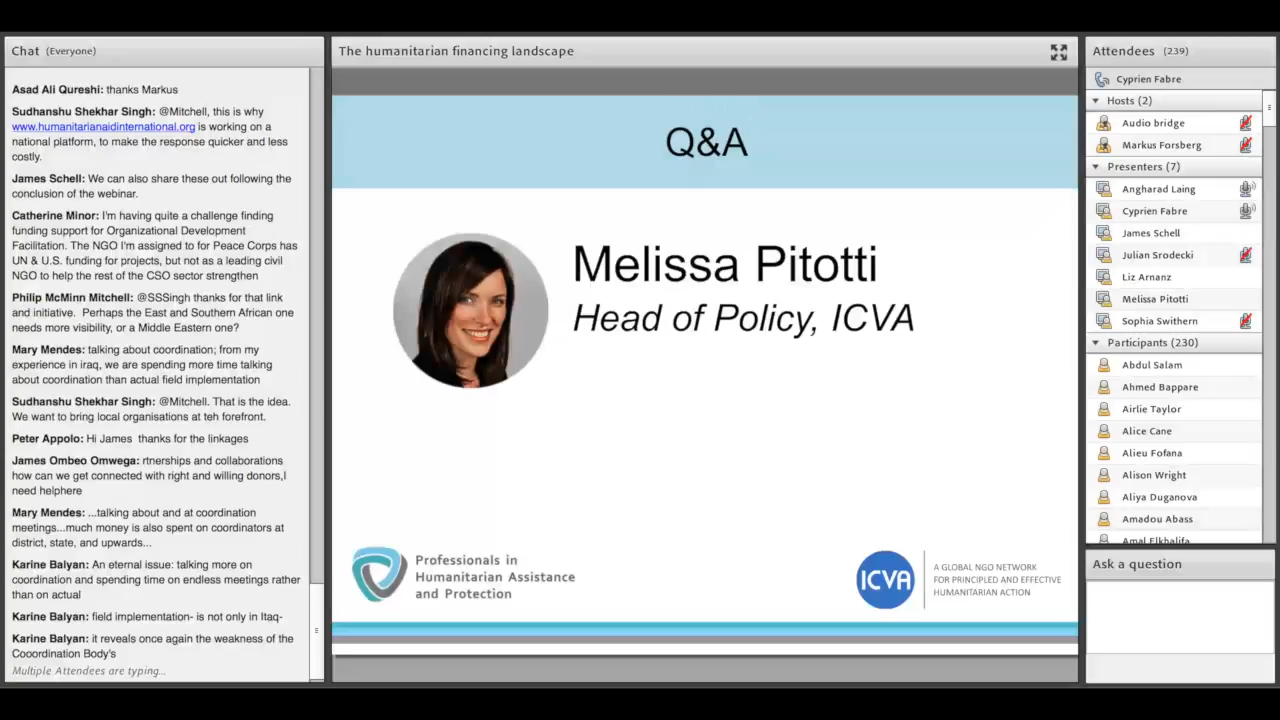 Chat (Everyone)
Asad Ali Qureshi: thanks Markus
Sudhanshu Shekhar Singh: @Mitchell, this is why
www.humanitarianaidinternational.org is working on a
national platform, to make the response quicker and less
costly.
James Schell: We can also share these out following the
conclusion of the webinar.
Catherine Minor: I'm having quite a challenge finding
funding support for Organizational Development
Facilitation. The NGO I'm assigned to for Peace Corps has
UN & U.S. funding for projects, but not as a leading civil
NGO to help the rest of the CSO sector strengthen
Philip McMinn Mitchell: @SSSingh thanks for that link
and initiative. Perhaps the East and Southern African one
needs more visibility, or a Middle Eastern one?
Mary Mendes: talking about coordination; from my
experience in iraq, we are spending more time talking
about coordination than actual field implementation
Sudhanshu Shekhar Singh: @Mitchell. That is the idea.
We want to bring local organisations at teh forefront.
Peter Appolo: Hi James thanks for the linkages
James Ombeo Omwega: rtnerships and collaborations
how can we get connected with right and willing donors,I
need helphere
Mary Mendes: ...talking about and at coordination
meetings...much money is also spent on coordinators at
district, state, and upwards...
Karine Balyan: An eternal issue: talking more on
coordination and spending time on endless meetings rather
than on actual
Karine Balyan: field implementation- is not only in Itaq-
Karine Balyan: it reveals once again the weakness of the
Cooordination Body's
Multiple Attendees are typing...
The humanitarian financing landscape
Q&A
Melissa Pitotti
Head of Policy, ICVA
Professionals in
Humanitarian Assistance
and Protection
ICVA
A GLOBAL NGO NETWORK
FOR PRINCIPLED AND EFFECTIVE
HUMANITARIAN ACTION
Attendees (239)
Cyprien Fabre
Hosts (2)
Audio bridge
Markus Forsberg
Presenters (7)
Angharad Laing
Cyprien Fabre
James Schell
Julian Srodecki
Liz Arnanz
Melissa Pitotti
Sophia Swithern
Participants (230)
Abdul Salam
Ahmed Bappare
Airlie Taylor
Alice Cane
Alieu Fofana
Alison Wright
Aliya Duganova
Amadou Abass
Amal Elkhalifa
Ask a question